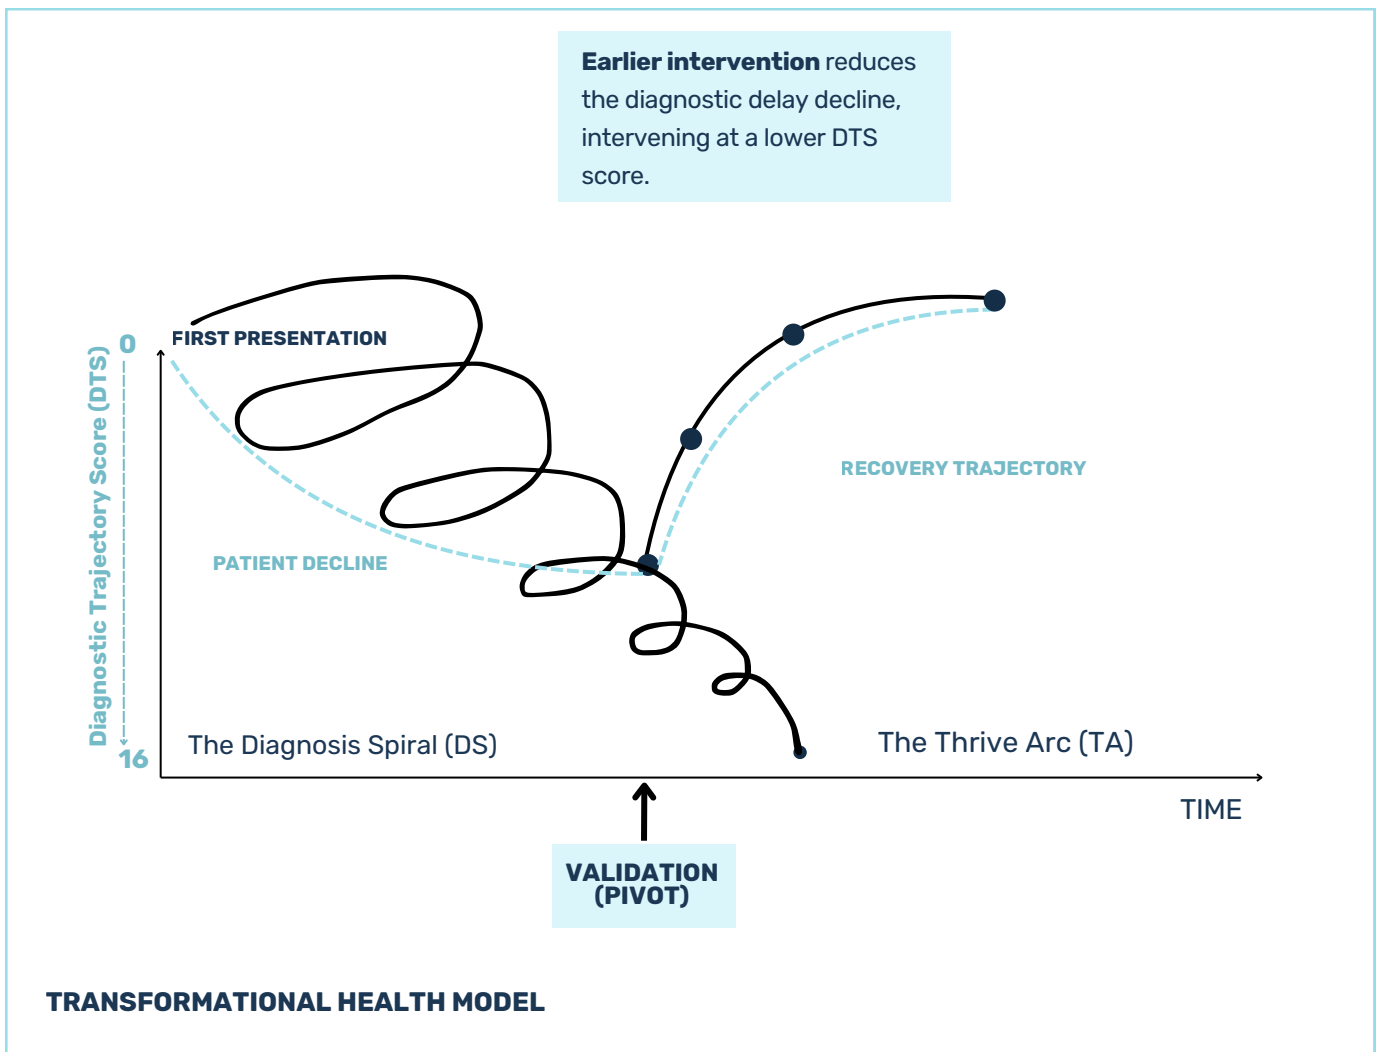 Earlier intervention reduces
the diagnostic delay decline,
intervening at a lower DTS
score.
FIRST PRESENTATION
0
Diagnostic Trajectory Score (DTS)
RECOVERY TRAJECTORY
PATIENT DECLINE
The Diagnosis Spiral (DS)
The Thrive Arc (TA)
16
TIME
VALIDATION
(PIVOT)
TRANSFORMATIONAL HEALTH MODEL